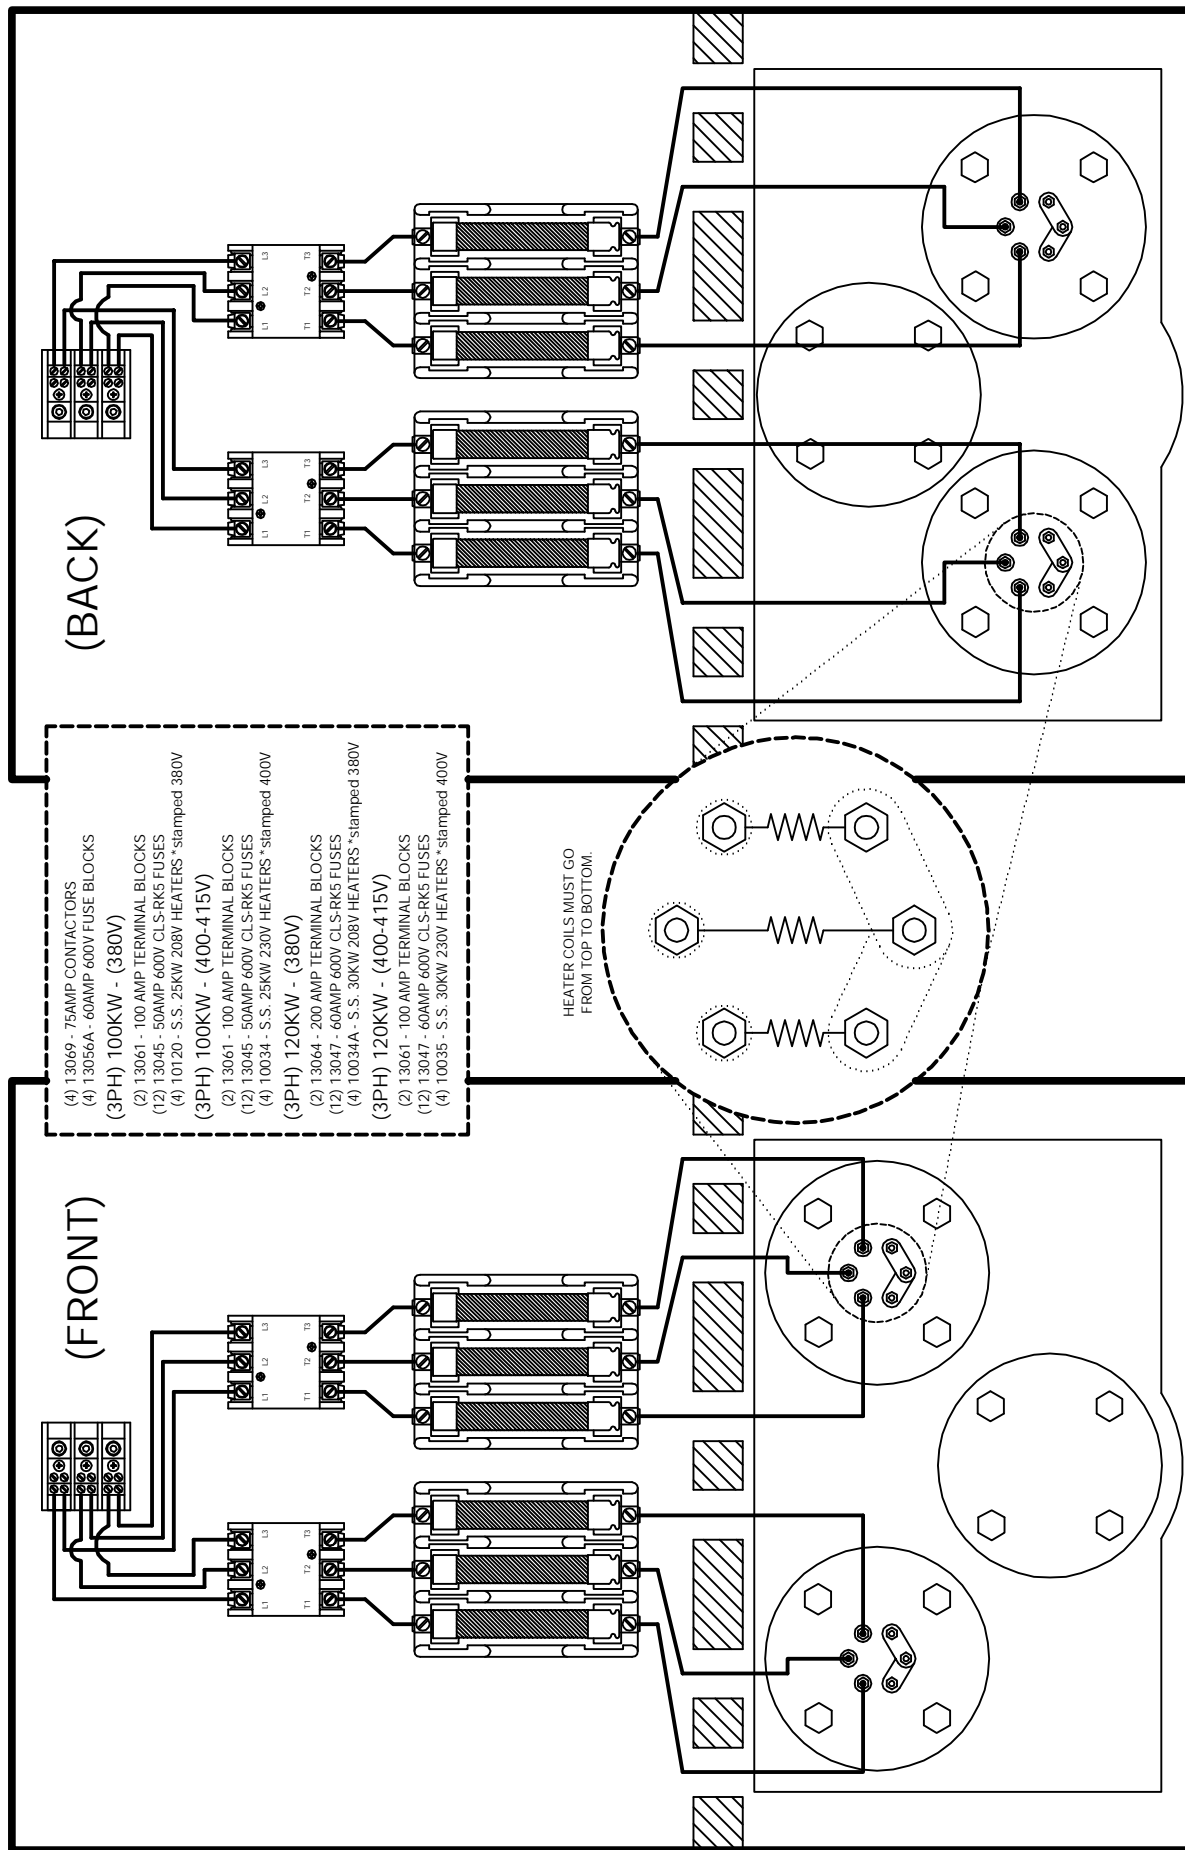 (FRONT)
(BACK)
(4) 13069 - 75AMP CONTACTORS
(4) 13056A - 60AMP 600V FUSE BLOCKS
(3PH) 100KW - (380V)
(2) 13061 - 100 AMP TERMINAL BLOCKS
(12) 13045 - 50AMP 600V CLS-RK5 FUSES
(4) 10120 - S.S. 25KW 208V HEATERS *stamped 380V
(3PH) 100KW - (400-415V)
(2) 13061 - 100 AMP TERMINAL BLOCKS
(12) 13045 - 50AMP 600V CLS-RK5 FUSES
(4) 10034 - S.S. 25KW 230V HEATERS *stamped 400V
(3PH) 120KW - (380V)
(2) 13064 - 200 AMP TERMINAL BLOCKS
(12) 13047 - 60AMP 600V CLS-RK5 FUSES
(4) 10034A - S.S. 30KW 208V HEATERS *stamped 380V
(3PH) 120KW - (400-415V)
(2) 13061 - 100 AMP TERMINAL BLOCKS
(12) 13047 - 60AMP 600V CLS-RK5 FUSES
(4) 10035 - S.S. 30KW 230V HEATERS *stamped 400V
L1 L2 L3
T1 T2 T3
L1 L2 L3
T1 T2 T3
L1 L2 L3
T1 T2 T3
L1 L2 L3
T1 T2 T3
HEATER COILS MUST GO
FROM TOP TO BOTTOM.